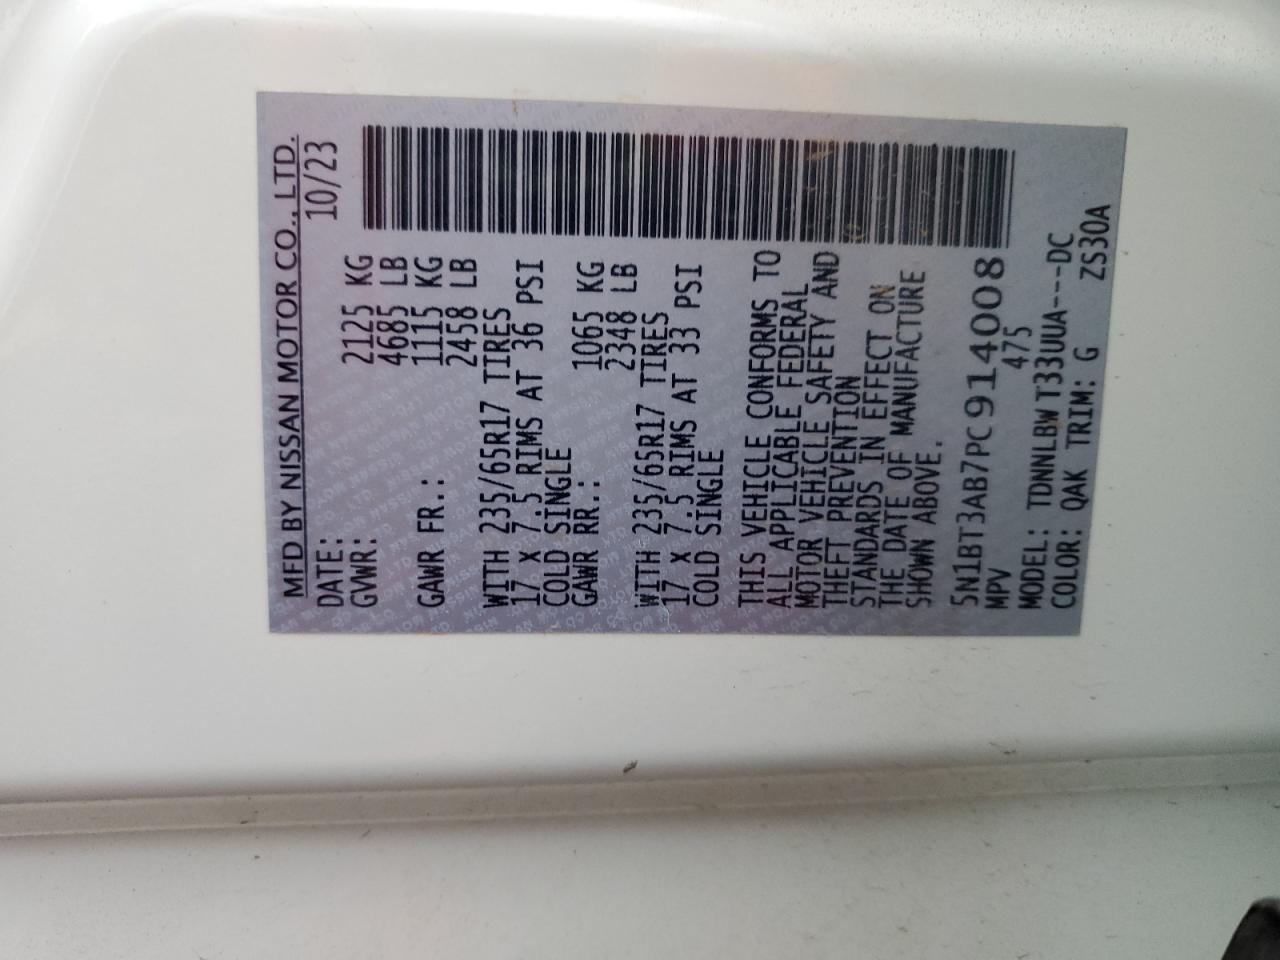 MFD BY NISSAN MOTOR CO., LTD.
DATE: 10/23
GVWR: 2125 KG
4685 LB
GAWR FR.: 1115 KG
2458 LB
WITH 235/65R17 TIRES
17 X 7.5 RIMS AT 36 PSI
COLD SINGLE
GAWR RR.: 1065 KG
2348 LB
WITH 235/65R17 TIRES
17 X 7.5 RIMS AT 33 PSI
COLD SINGLE
THIS VEHICLE CONFORMS TO
ALL APPLICABLE FEDERAL
MOTOR VEHICLE SAFETY AND
THEFT PREVENTION
STANDARDS IN EFFECT ON
THE DATE OF MANUFACTURE
SHOWN ABOVE.
5N1BT3AB7PC914008
MPV 475
MODEL: TDNNLBW T33UUA---DC
COLOR: QAK TRIM: G ZS30A